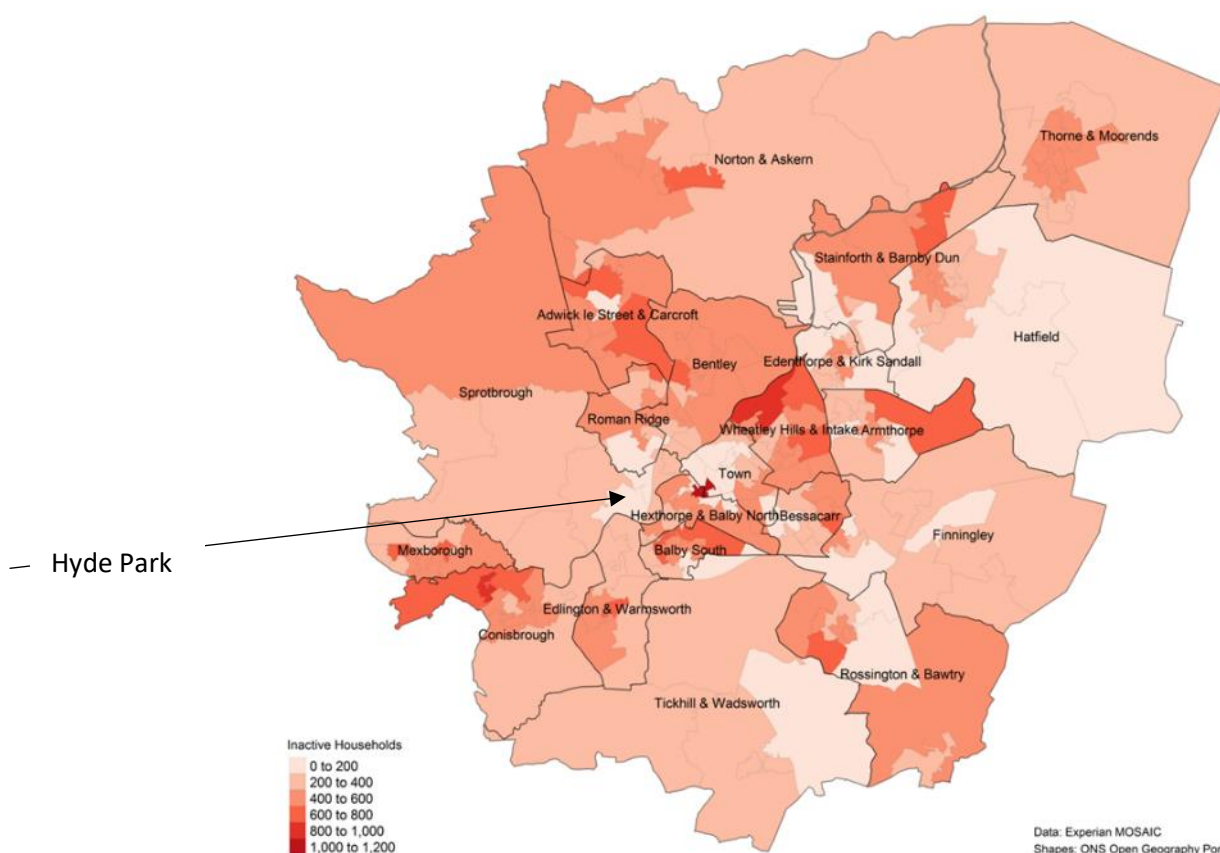 Thorne & Moorends
Norton & Askern
Stainforth & Barnby Dun
Adwick le Street & Carcroft
Hatfield
Bentley
Edenthorpe & Kirk Sandall
Sprotbrough
Roman Ridge
Wheatley Hills & Intake
Armthorpe
Town
Hexthorpe & Balby North
Bessacarr
Finningley
Hyde Park
Mexborough
Balby South
Edlington & Warmsworth
Conisbrough
Rossington & Bawtry
Tickhill & Wadsworth
Inactive Households
0 to 200
200 to 400
400 to 600
600 to 800
800 to 1,000
1,000 to 1,200
Data: Experian MOSAIC
Shapes: ONS Open Geography Por